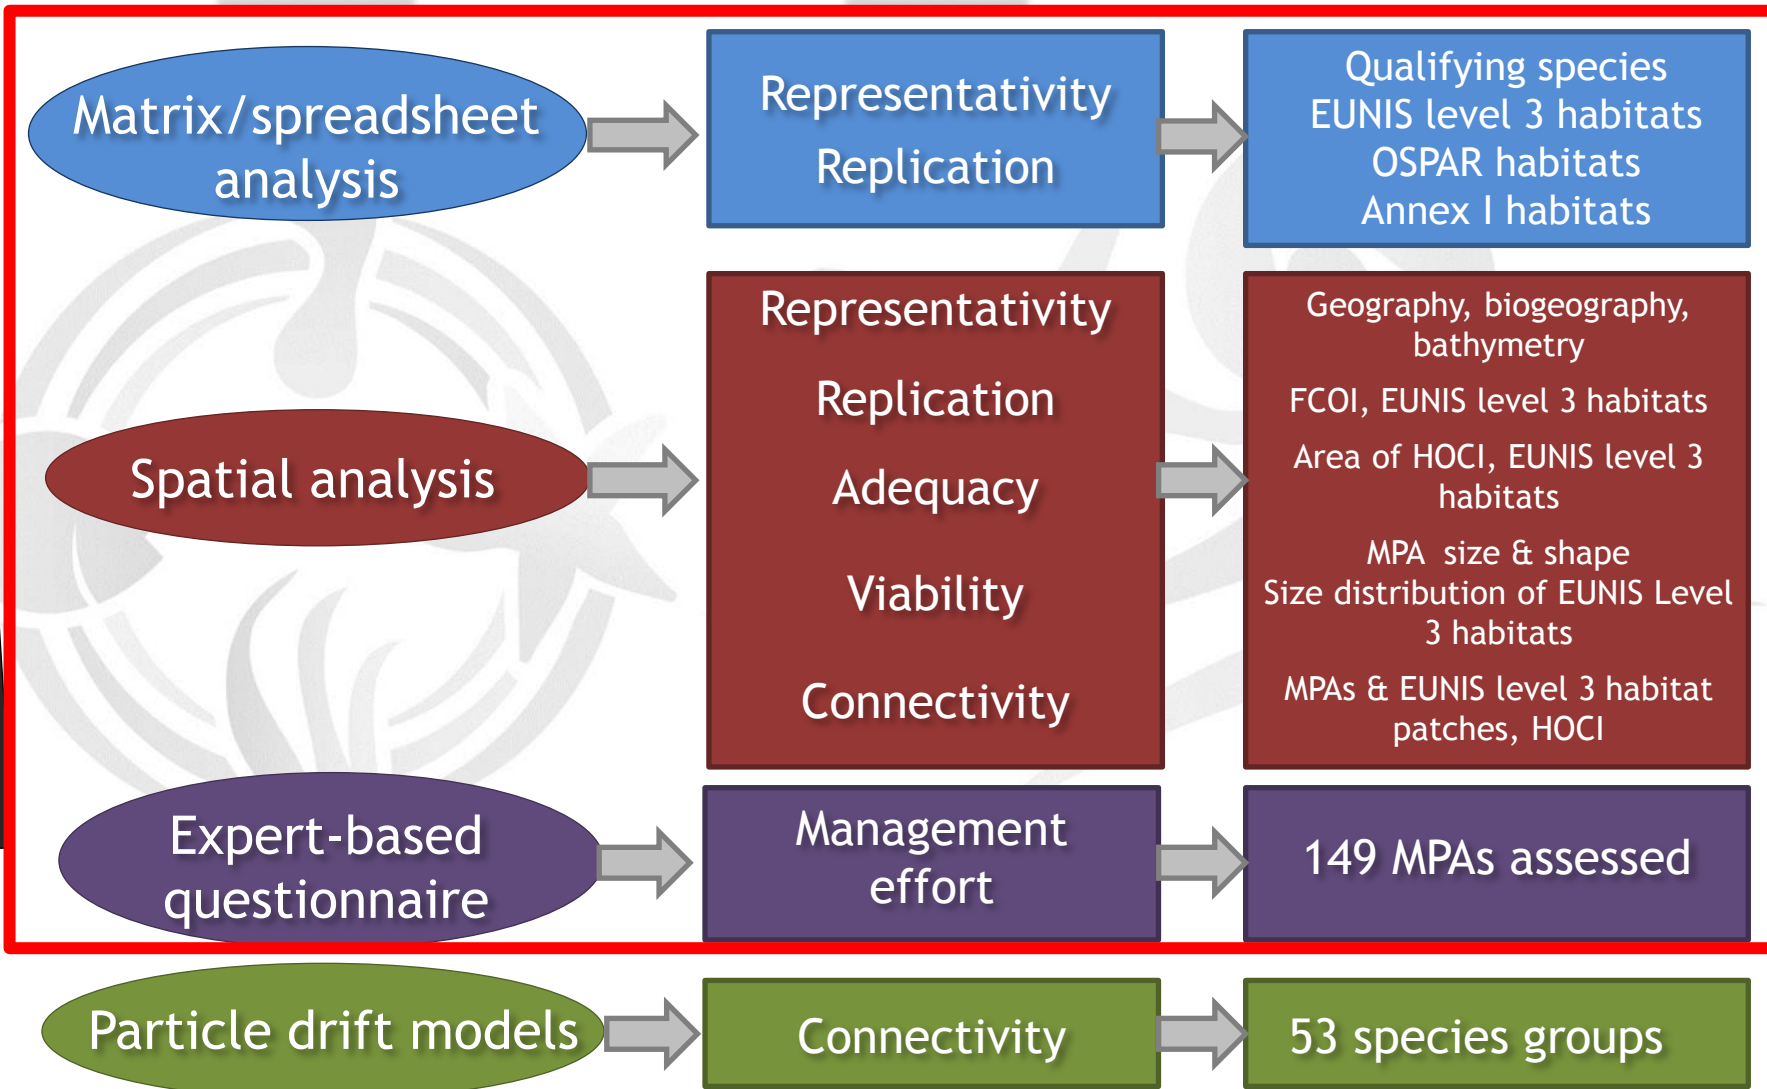 Matrix/spreadsheet
analysis
Representativity
Replication
Qualifying species
EUNIS level 3 habitats
OSPAR habitats
Annex I habitats
Spatial analysis
Representativity
Replication
Adequacy
Viability
Connectivity
Geography, biogeography,
bathymetry
FCOI, EUNIS level 3 habitats
Area of HOCI, EUNIS level 3
habitats
MPA size & shape
Size distribution of EUNIS Level
3 habitats
MPAs & EUNIS level 3 habitat
patches, HOCI
Expert-based
questionnaire
Management
effort
149 MPAs assessed
Particle drift models
Connectivity
53 species groups